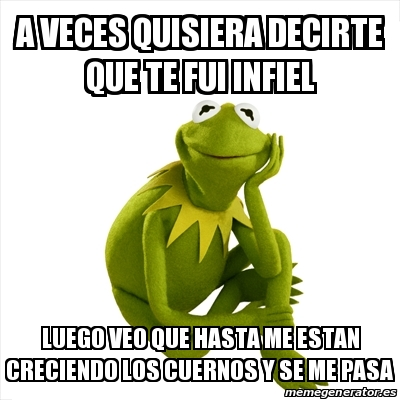 A VECES QUISIERA DECIRTE
QUE TE FUI INFIEL
LUEGO VEO QUE HASTA ME ESTAN
CRECIENDO LOS CUERNOS Y SE ME PASA
memegenerator.es